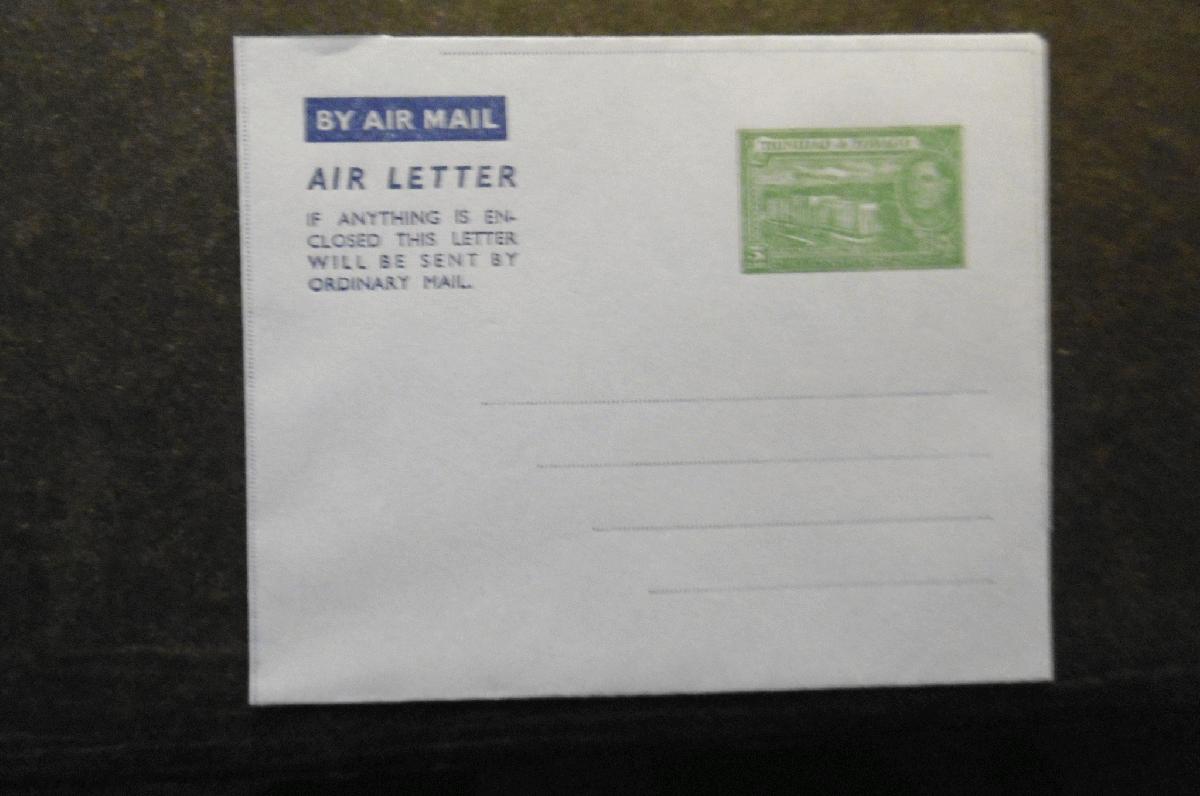 BY AIR MAIL
AIR LETTER
IF ANYTHING IS EN-
CLOSED THIS LETTER
WILL BE SENT BY
ORDINARY MAIL.
TRINIDAD & TOBAGO